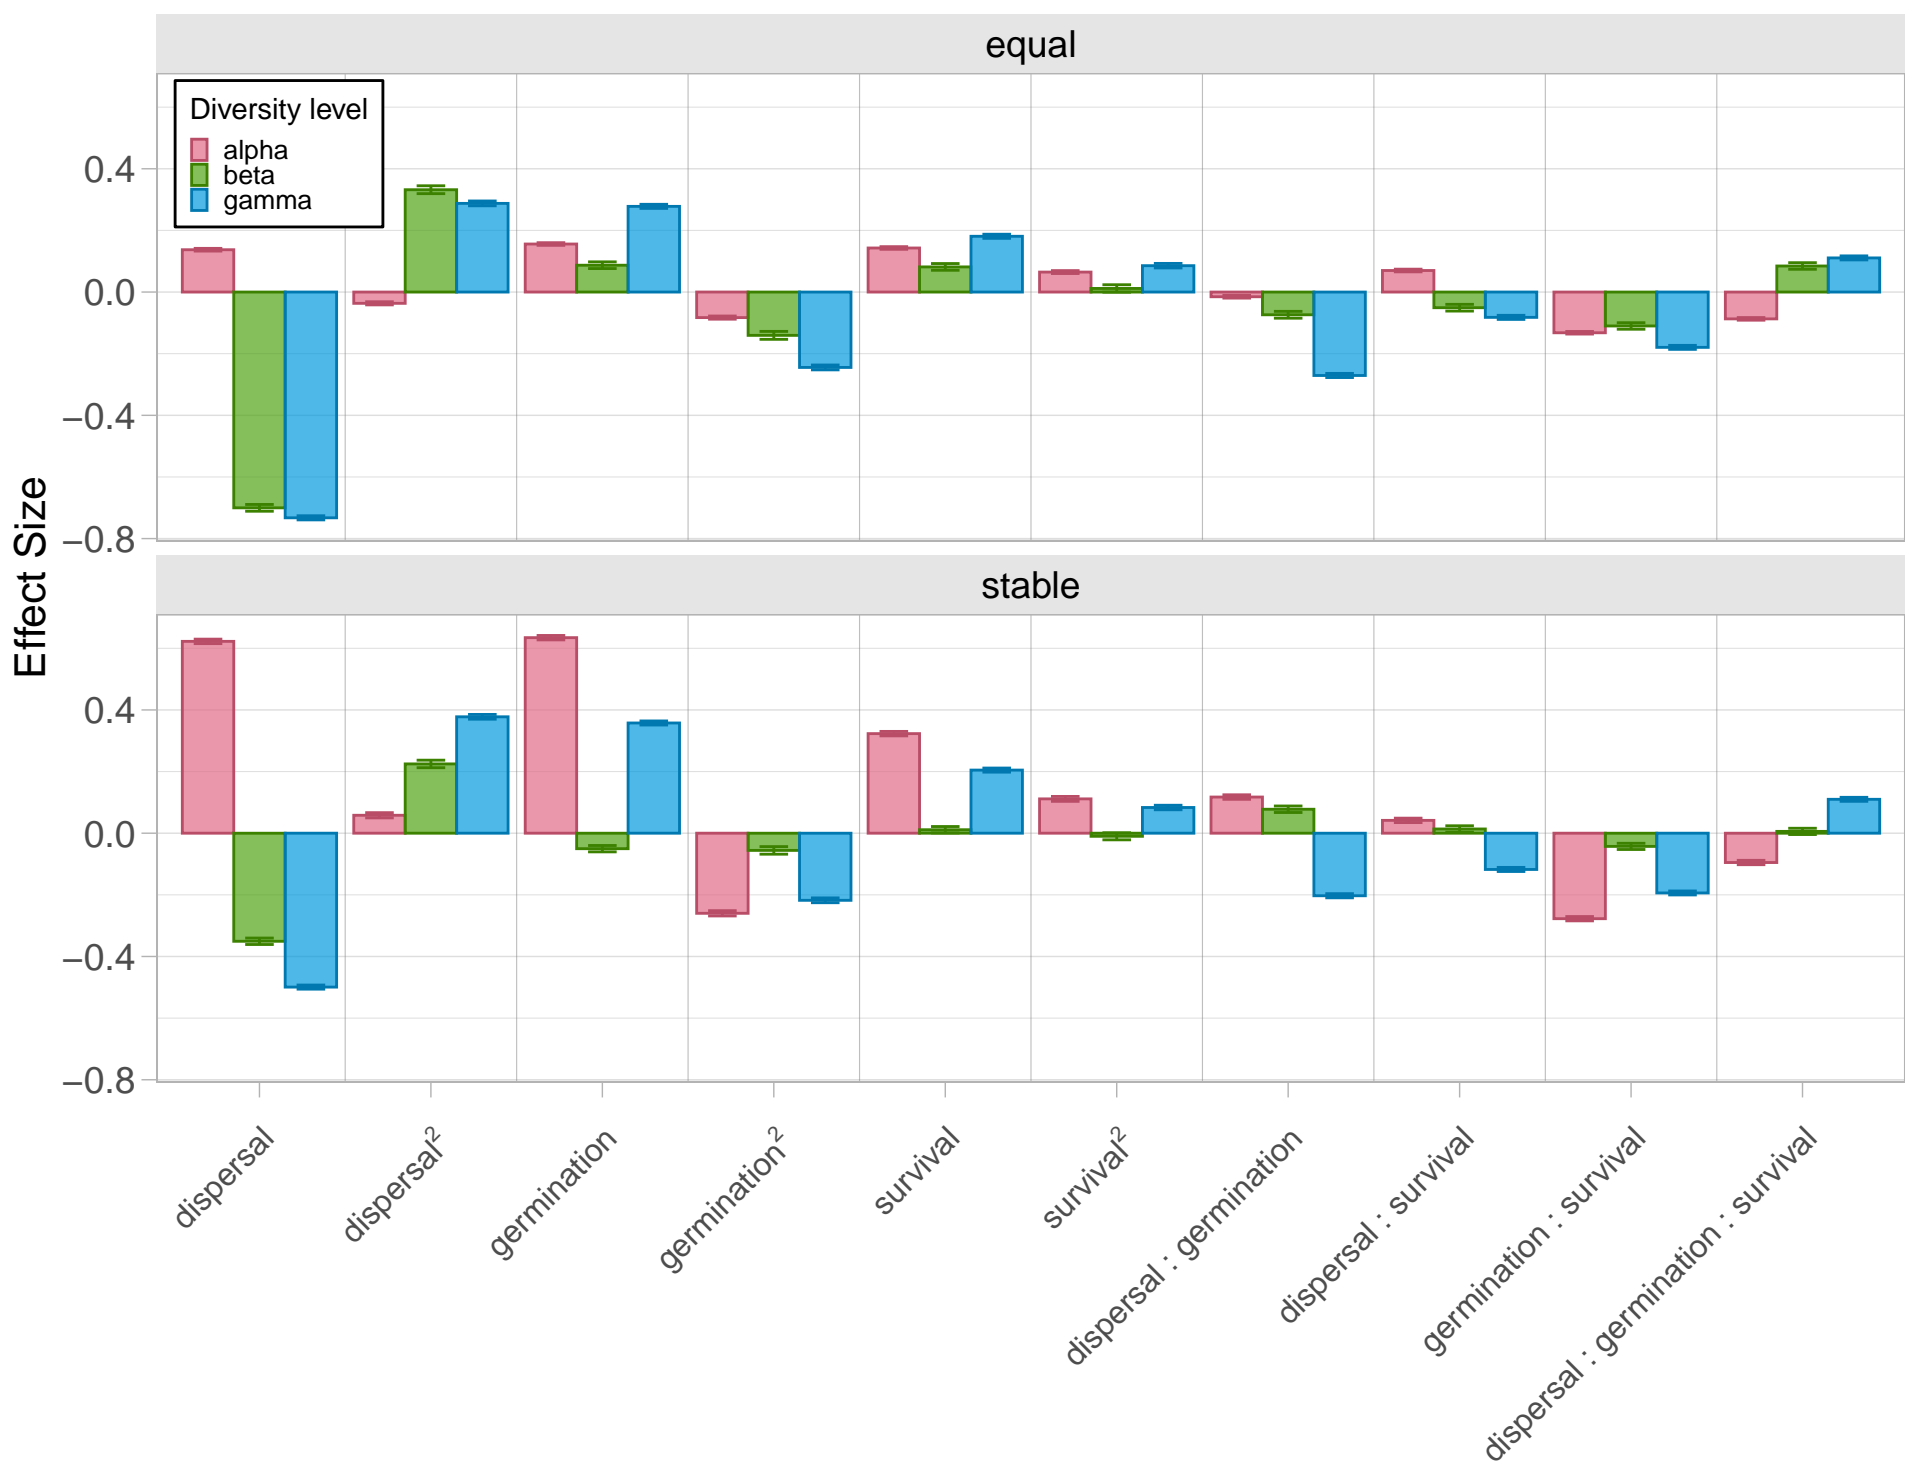 equal
Diversity level
alpha
beta
gamma
0.4
0.0
−0.4
−0.8
Effect Size
stable
0.4
0.0
−0.4
−0.8
dispersal
dispersal²
germination
germination²
survival
survival²
dispersal : germination
dispersal : survival
germination : survival
dispersal : germination : survival